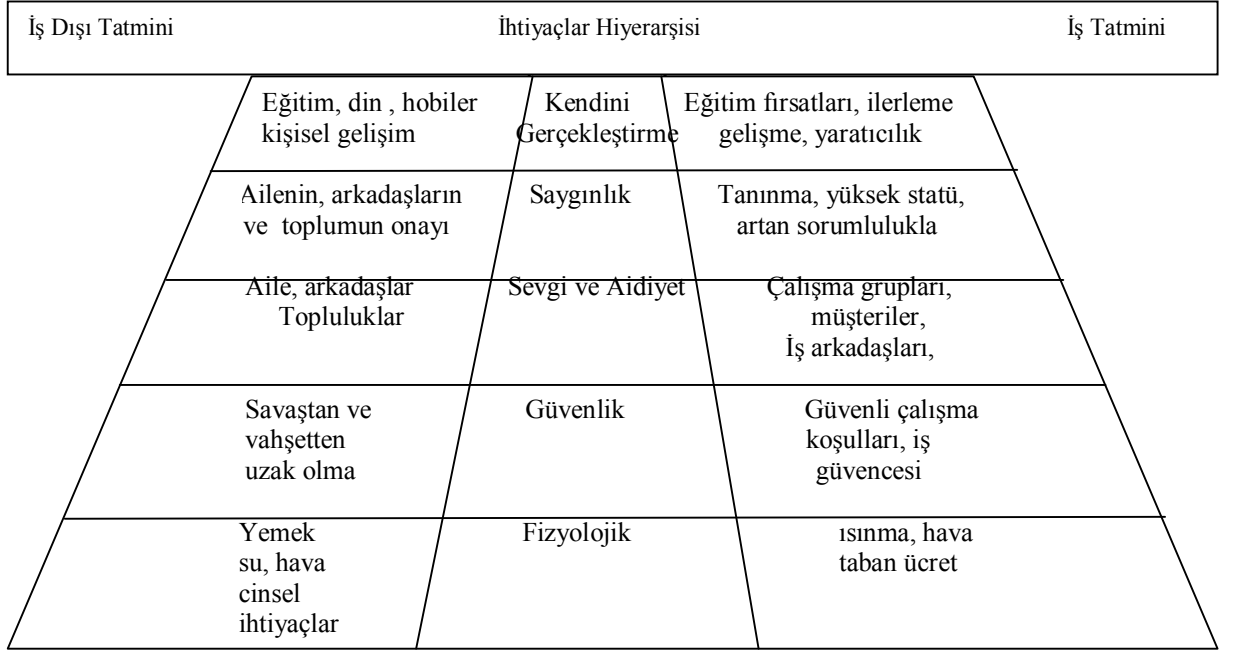 İş Dışı Tatmini İhtiyaçlar Hiyerarşisi İş Tatmini
Eğitim, din , hobiler
kişisel gelişim
Kendini
Gerçekleştirme
Eğitim fırsatları, ilerleme
gelişme, yaratıcılık
Ailenin, arkadaşların
ve toplumun onayı
Saygınlık
Tanınma, yüksek statü,
artan sorumlulukla
Aile, arkadaşlar
Topluluklar
Sevgi ve Aidiyet
Çalışma grupları,
müşteriler,
İş arkadaşları,
Savaştan ve
vahşetten
uzak olma
Güvenlik
Güvenli çalışma
koşulları, iş
güvencesi
Yemek
su, hava
cinsel
ihtiyaçlar
Fizyolojik
ısınma, hava
taban ücret